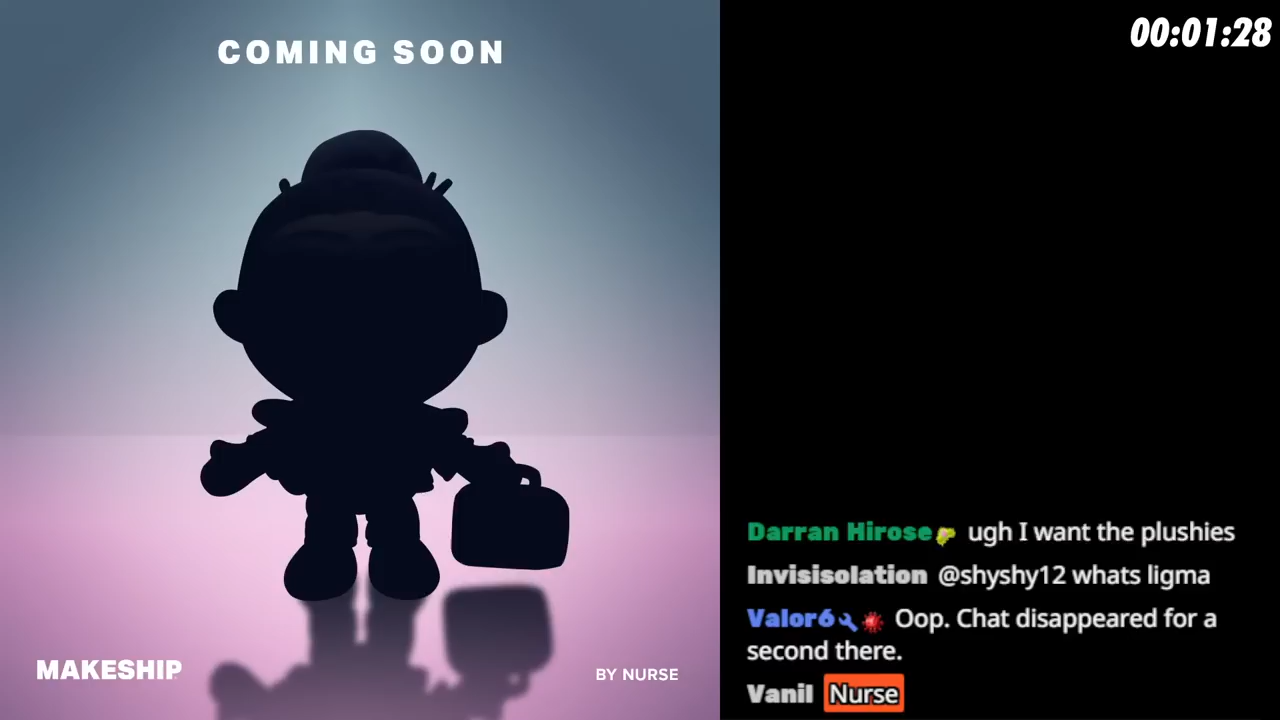 COMING SOON
00:01:28
Darran Hirose ugh I want the plushies
Invisisolation @shyshy12 whats ligma
Valor6 Oop. Chat disappeared for a
second there.
Vanil Nurse
MAKESHIP
BY NURSE